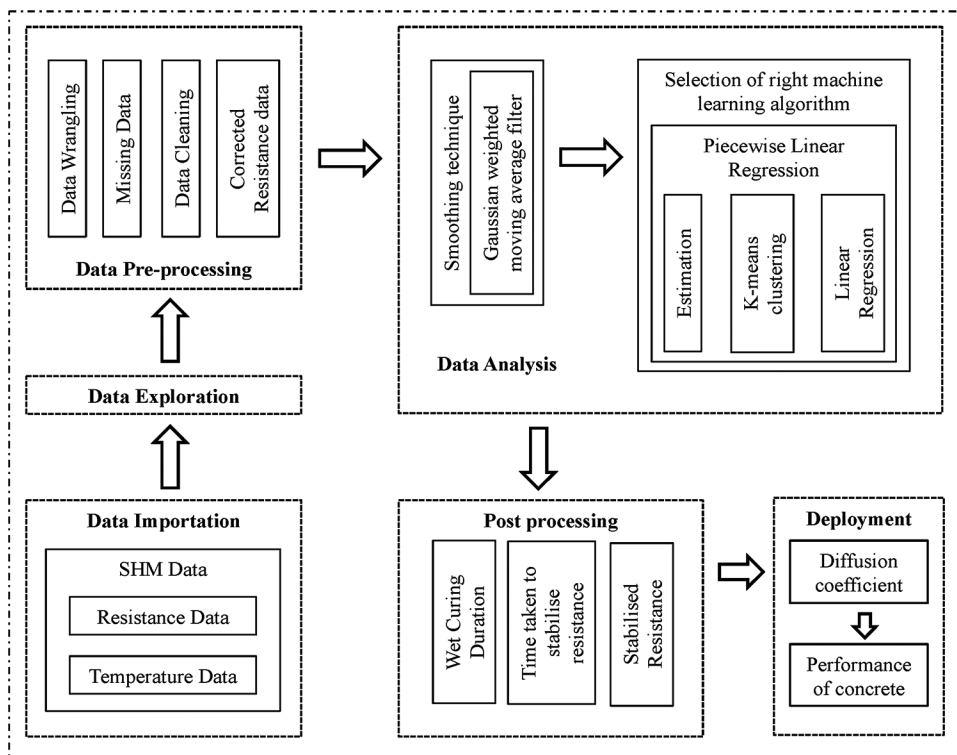 Data Wrangling
Missing Data
Data Cleaning
Corrected
Resistance data
Data Pre-processing
Data Exploration
Data Importation
SHM Data
Resistance Data
Temperature Data
Smoothing technique
Gaussian weighted
moving average filter
Selection of right machine
learning algorithm
Piecewise Linear
Regression
Estimation
K-means
clustering
Linear
Regression
Data Analysis
Post processing
Wet Curing
Duration
Time taken to
stabilise
resistance
Stabilised
Resistance
Deployment
Diffusion
coefficient
Performance
of concrete